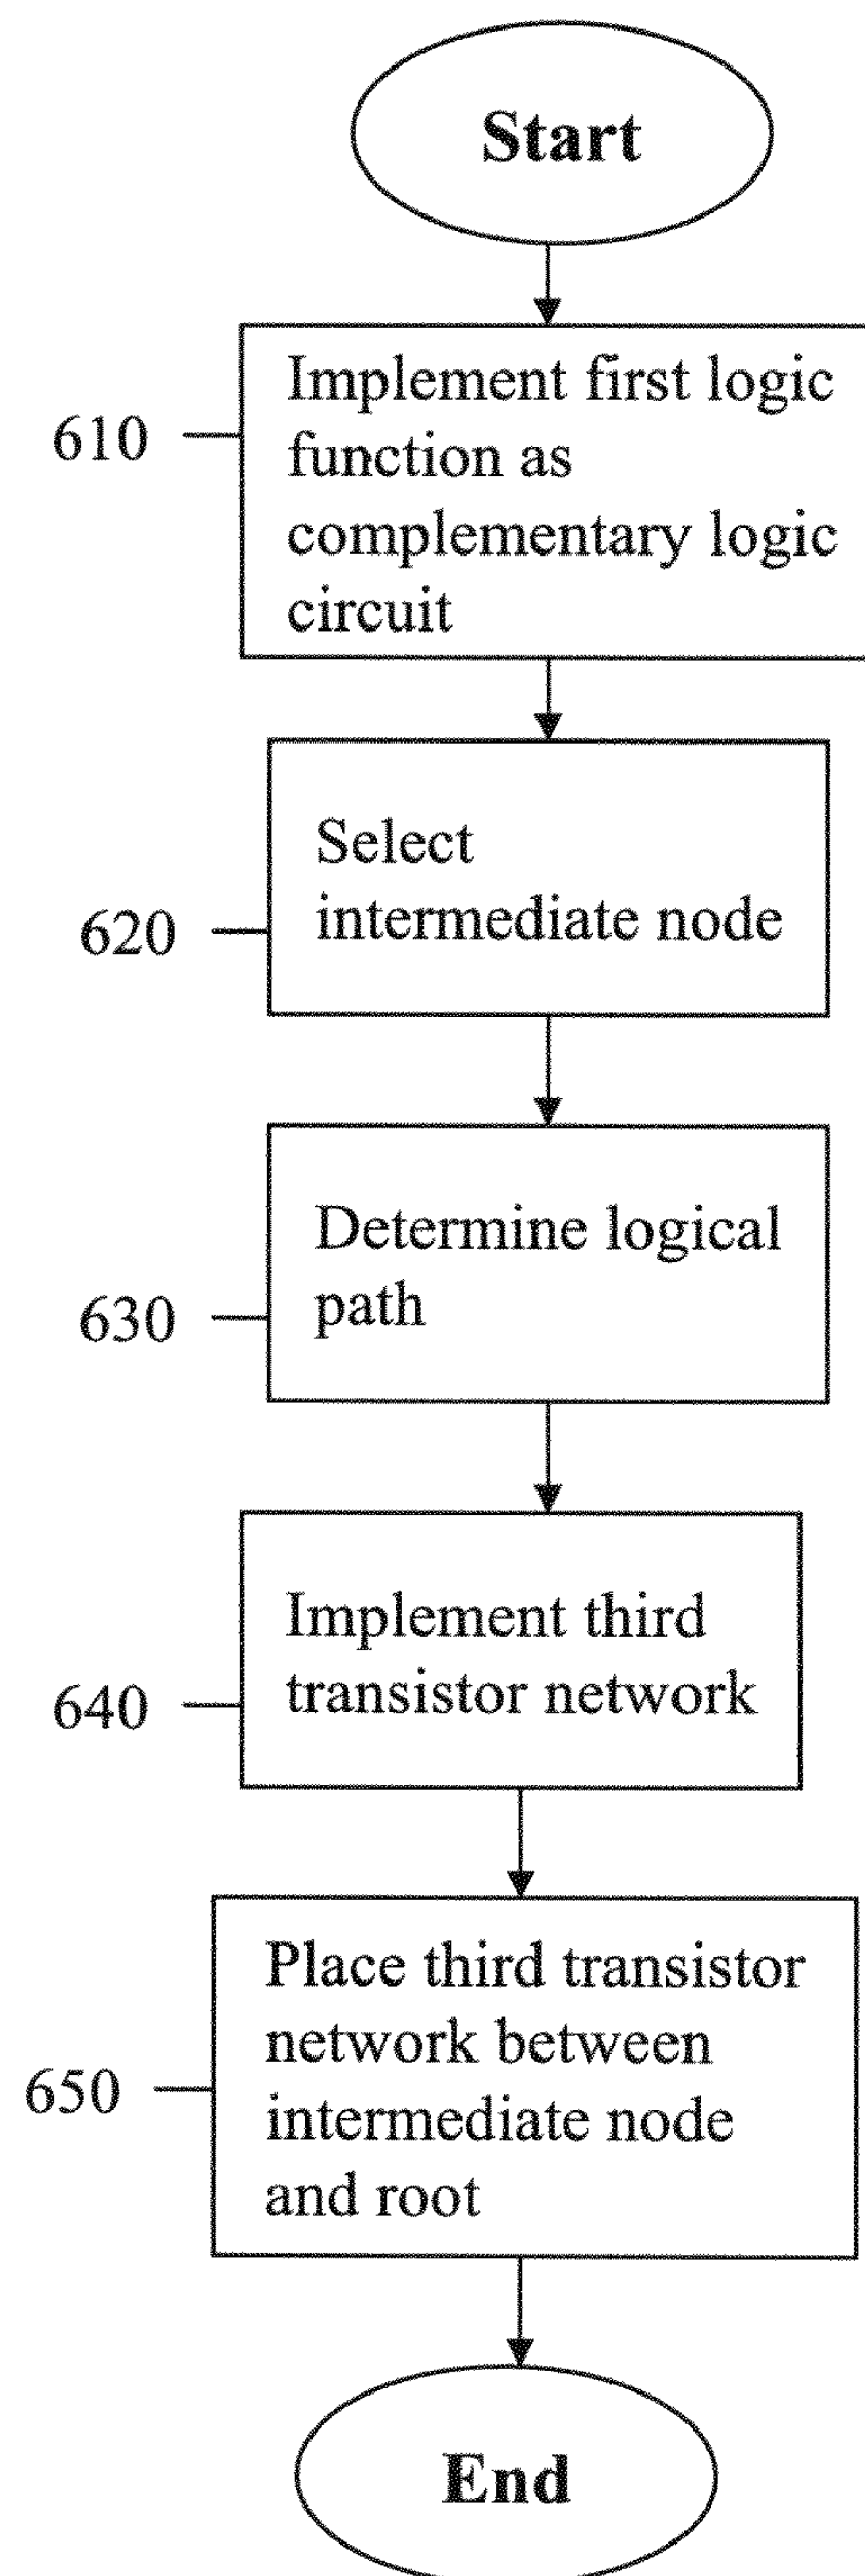 Start
610
Implement first logic
function as
complementary logic
circuit
620
Select
intermediate node
630
Determine logical
path
640
Implement third
transistor network
650
Place third transistor
network between
intermediate node
and root
End